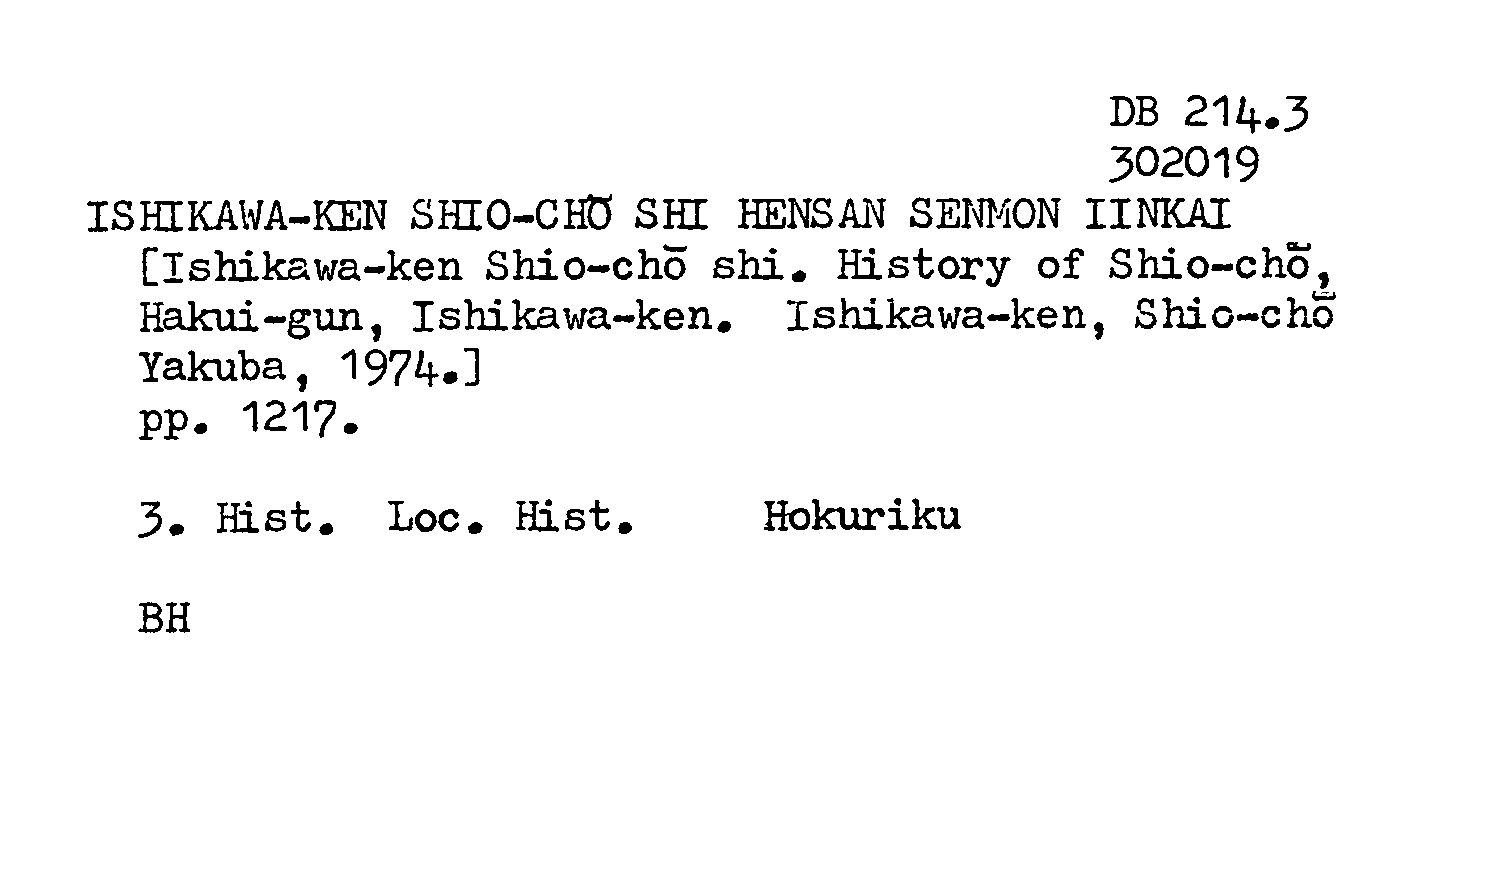 DB 214.3
302019
ISHIKAWA-KEN SHIO-CHŌ SHI HENSAN SENMON IINKAI
[Ishikawa-ken Shio-chō shi. History of Shio-chō,
Hakui-gun, Ishikawa-ken. Ishikawa-ken, Shio-chō
Yakuba, 1974.]
pp. 1217.
3. Hist. Loc. Hist. Hokuriku
BH